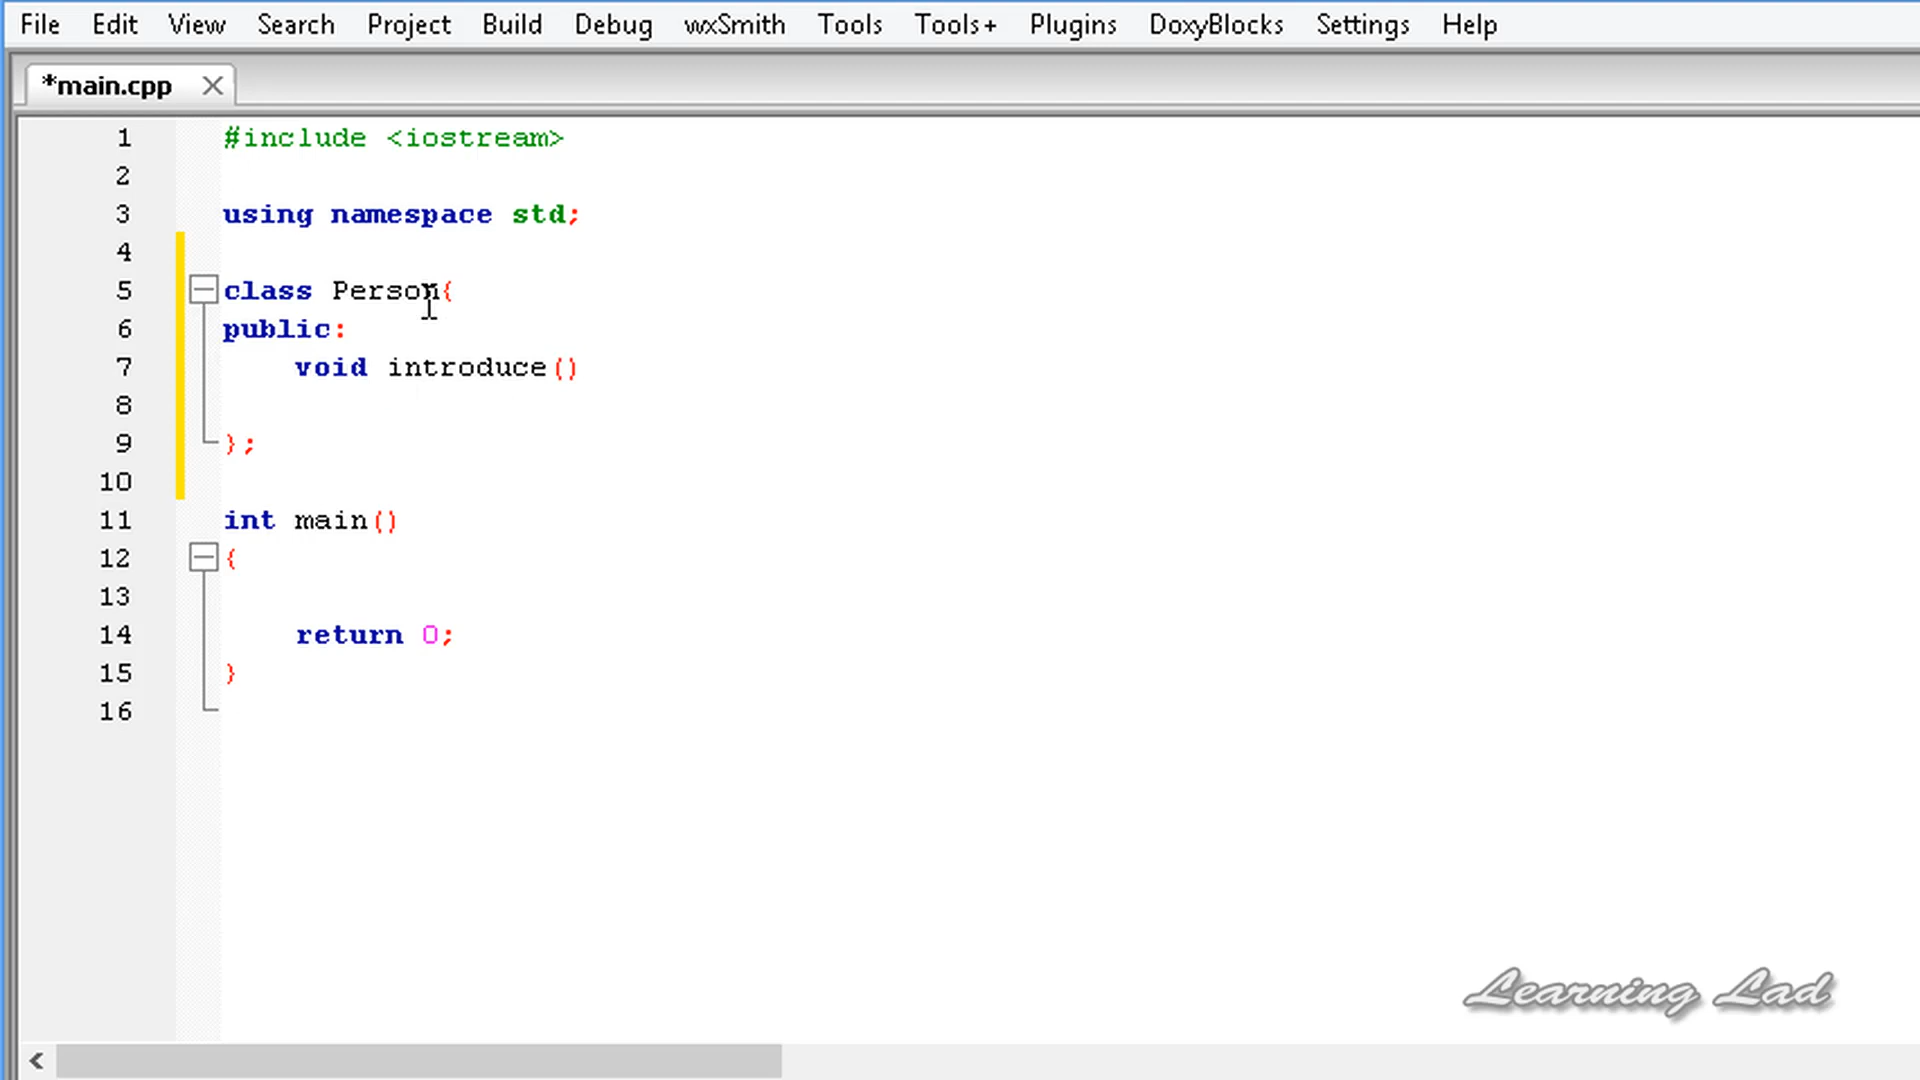 File Edit View Search Project Build Debug wxSmith Tools Tools+ Plugins DoxyBlocks Settings Help
*main.cpp
1 #include <iostream>
2
3 using namespace std;
4
5 class Person{
6 public:
7 void introduce()
8
9 };
10
11 int main()
12 {
13
14 return 0;
15 }
16
Learning Lad